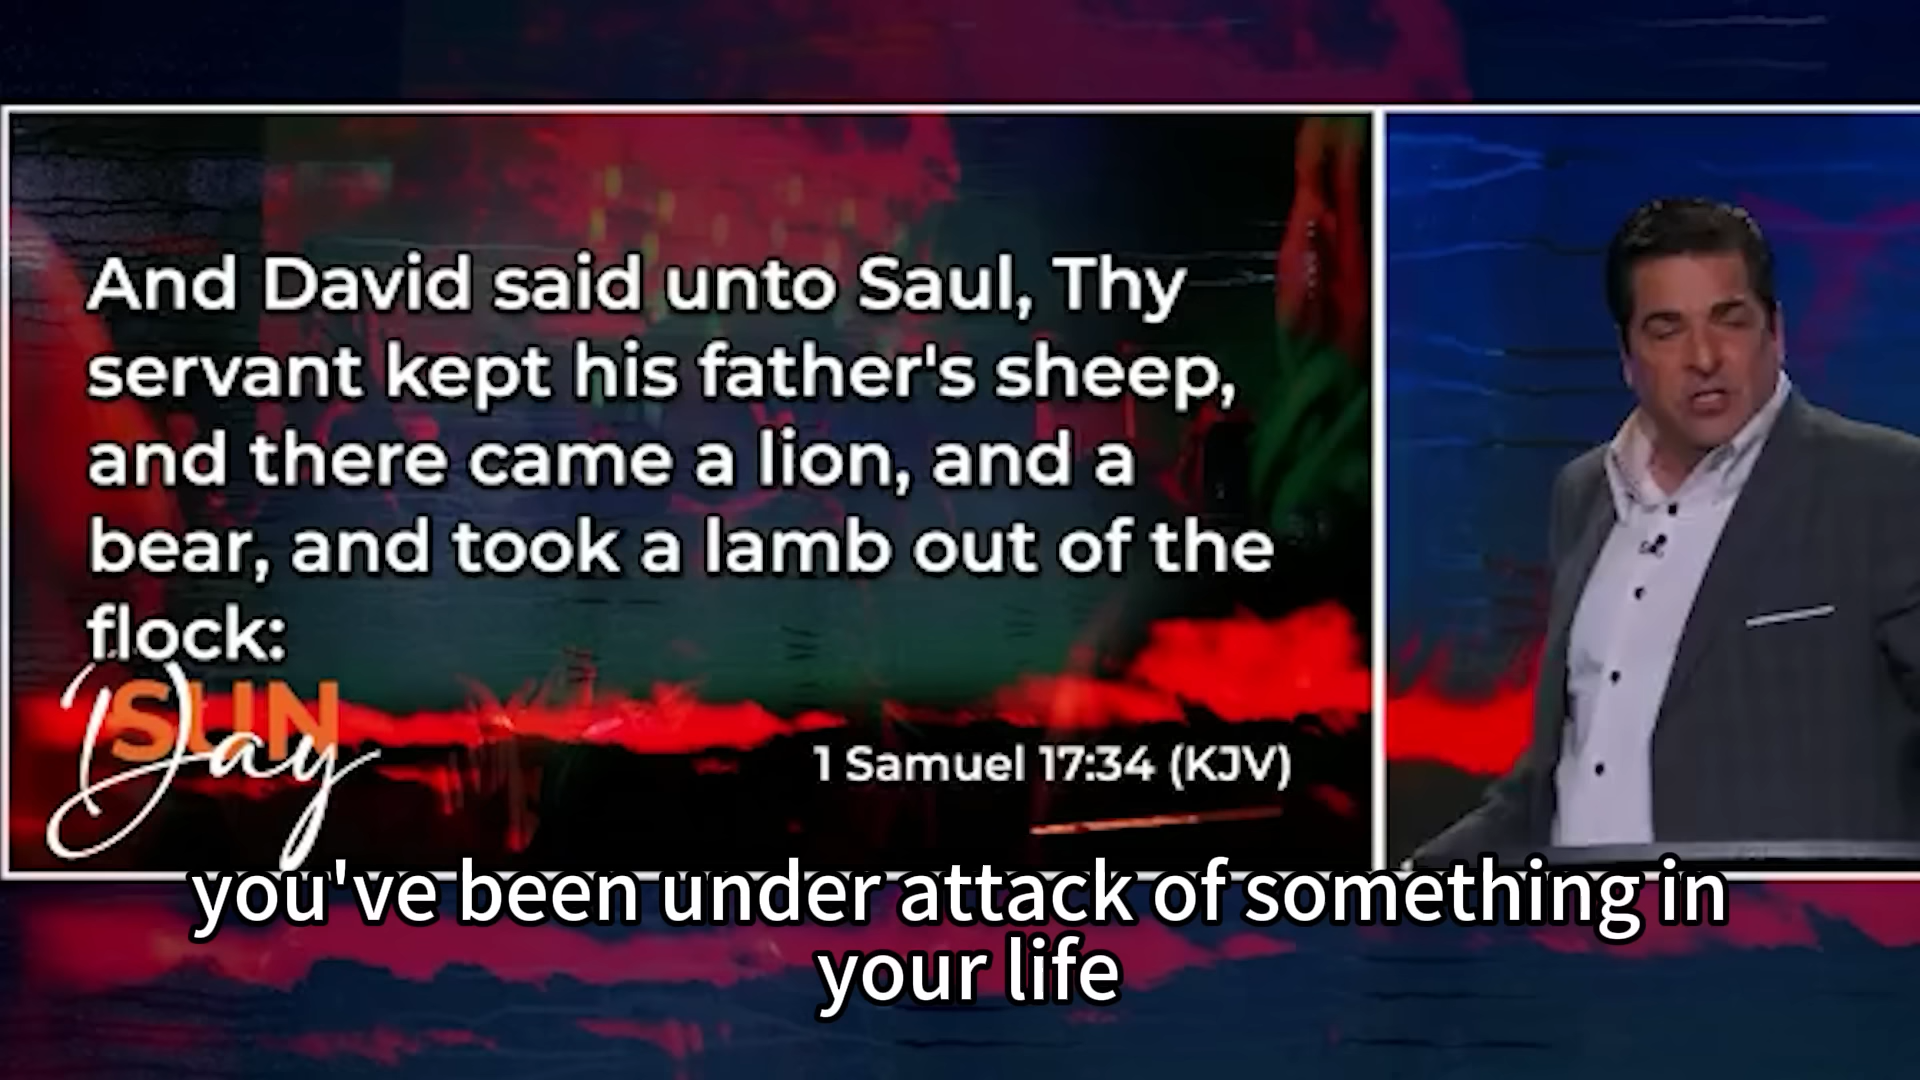 And David said unto Saul, Thy
servant kept his father's sheep,
and there came a lion, and a
bear, and took a lamb out of the
flock:
SUN
Day
1 Samuel 17:34 (KJV)
you've been under attack of something in
your life